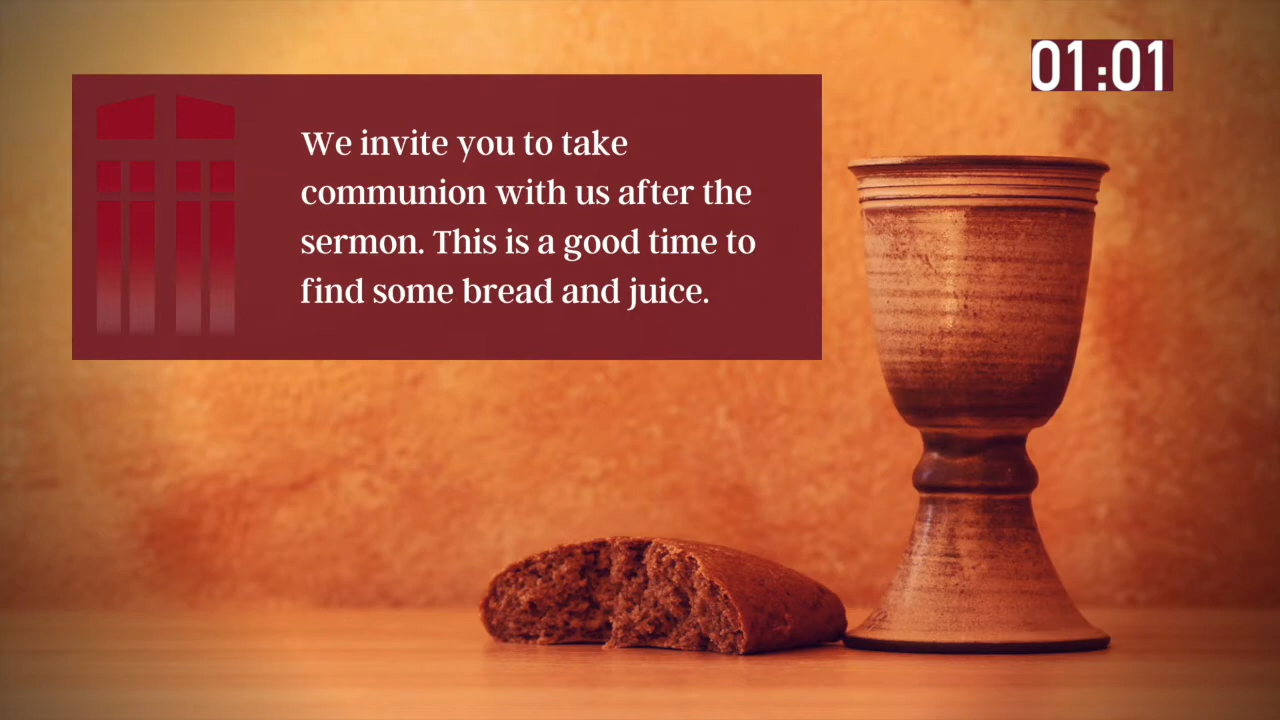 01:01
We invite you to take
communion with us after the
sermon. This is a good time to
find some bread and juice.